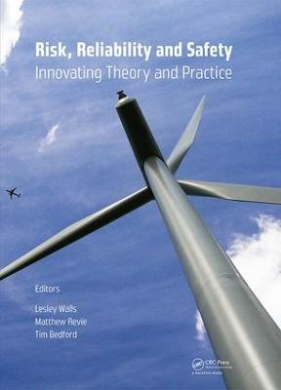 Risk, Reliability and Safety
Innovating Theory and Practice
Editors
Lesley Walls
Matthew Revie
Tim Bedford
CRC Press